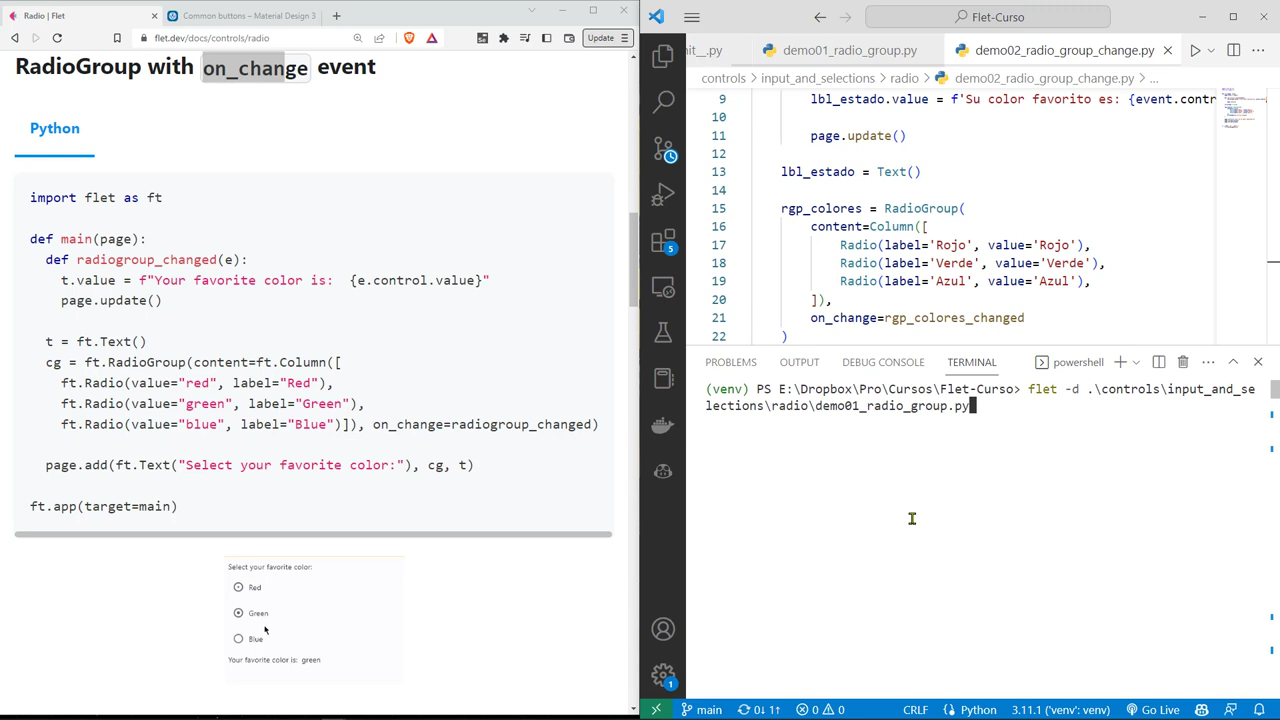 Radio | Flet
Common buttons – Material Design 3
flet.dev/docs/controls/radio
Update
RadioGroup with on_change event
Python
import flet as ft
def main(page):
def radiogroup_changed(e):
t.value = f"Your favorite color is:  {e.control.value}"
page.update()
t = ft.Text()
cg = ft.RadioGroup(content=ft.Column([
ft.Radio(value="red", label="Red"),
ft.Radio(value="green", label="Green"),
ft.Radio(value="blue", label="Blue")]), on_change=radiogroup_changed)
page.add(ft.Text("Select your favorite color:"), cg, t)
ft.app(target=main)
Select your favorite color:
Red
Green
Blue
Your favorite color is: green
Flet-Curso
nit__.py
demo01radio_group.py
demo02_radio_group_change.py
controls > input_and_selections > radio > demo02_radio_group_change.py > ...
9 lbl_estado.value = f'Su color favorito es: {event.contr
10
11 page.update()
12
13 lbl_estado = Text()
14
15 rgp_colores = RadioGroup(
16 content=Column([
17 Radio(label='Rojo', value='Rojo'),
18 Radio(label='Verde', value='Verde'),
19 Radio(label='Azul', value='Azul'),
20 ]),
21 on_change=rgp_colores_changed
22 )
PROBLEMS OUTPUT DEBUG CONSOLE TERMINAL powershell
(venv) PS E:\Dropbox\Pro\Cursos\Flet-Curso> flet -d .\controls\input_and_se
lections\radio\demo01_radio_group.py
5
1
main 0↓ 1↑ 0 0 CRLF Python 3.11.1 ('venv': venv) Go Live